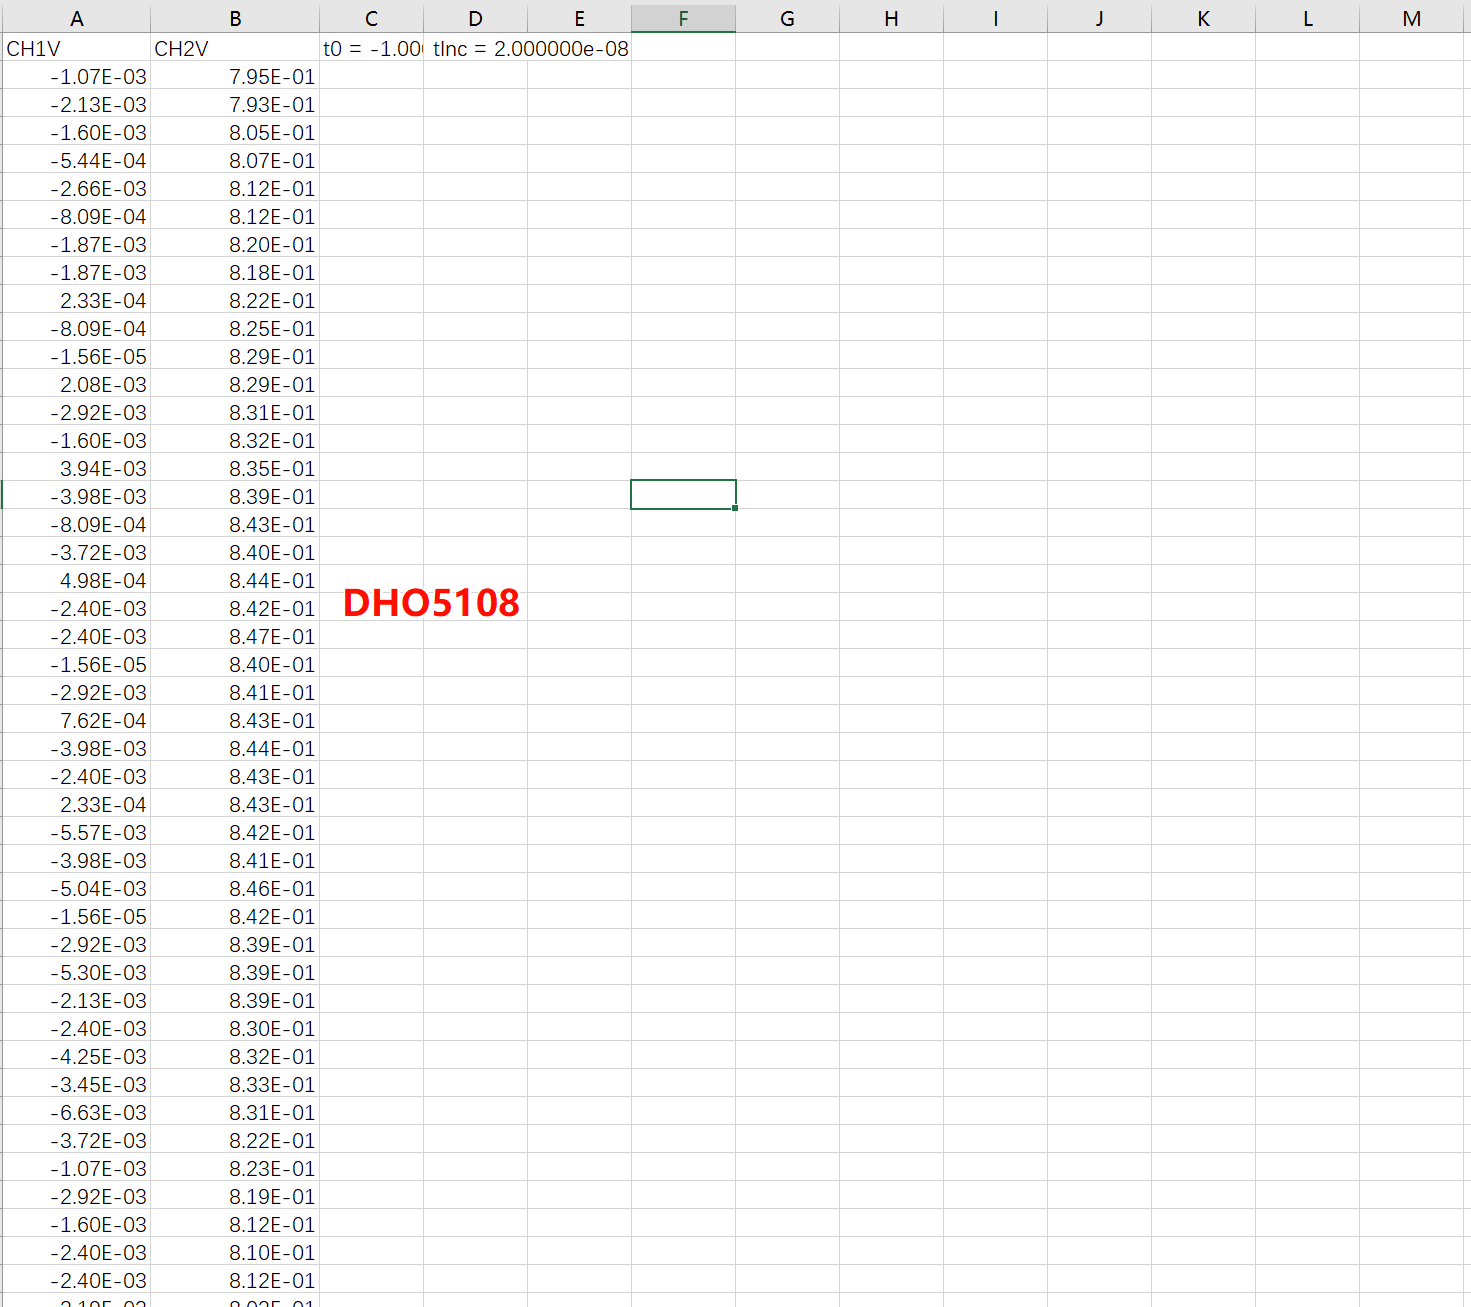 A B C D E F G H I J K L M
CH1V CH2V t0 = -1.00 tInc = 2.000000e-08
-1.07E-03 7.95E-01
-2.13E-03 7.93E-01
-1.60E-03 8.05E-01
-5.44E-04 8.07E-01
-2.66E-03 8.12E-01
-8.09E-04 8.12E-01
-1.87E-03 8.20E-01
-1.87E-03 8.18E-01
2.33E-04 8.22E-01
-8.09E-04 8.25E-01
-1.56E-05 8.29E-01
2.08E-03 8.29E-01
-2.92E-03 8.31E-01
-1.60E-03 8.32E-01
3.94E-03 8.35E-01
-3.98E-03 8.39E-01
-8.09E-04 8.43E-01
-3.72E-03 8.40E-01
4.98E-04 8.44E-01
-2.40E-03 8.42E-01 DHO5108
-2.40E-03 8.47E-01
-1.56E-05 8.40E-01
-2.92E-03 8.41E-01
7.62E-04 8.43E-01
-3.98E-03 8.44E-01
-2.40E-03 8.43E-01
2.33E-04 8.43E-01
-5.57E-03 8.42E-01
-3.98E-03 8.41E-01
-5.04E-03 8.46E-01
-1.56E-05 8.42E-01
-2.92E-03 8.39E-01
-5.30E-03 8.39E-01
-2.13E-03 8.39E-01
-2.40E-03 8.30E-01
-4.25E-03 8.32E-01
-3.45E-03 8.33E-01
-6.63E-03 8.31E-01
-3.72E-03 8.22E-01
-1.07E-03 8.23E-01
-2.92E-03 8.19E-01
-1.60E-03 8.12E-01
-2.40E-03 8.10E-01
-2.40E-03 8.12E-01